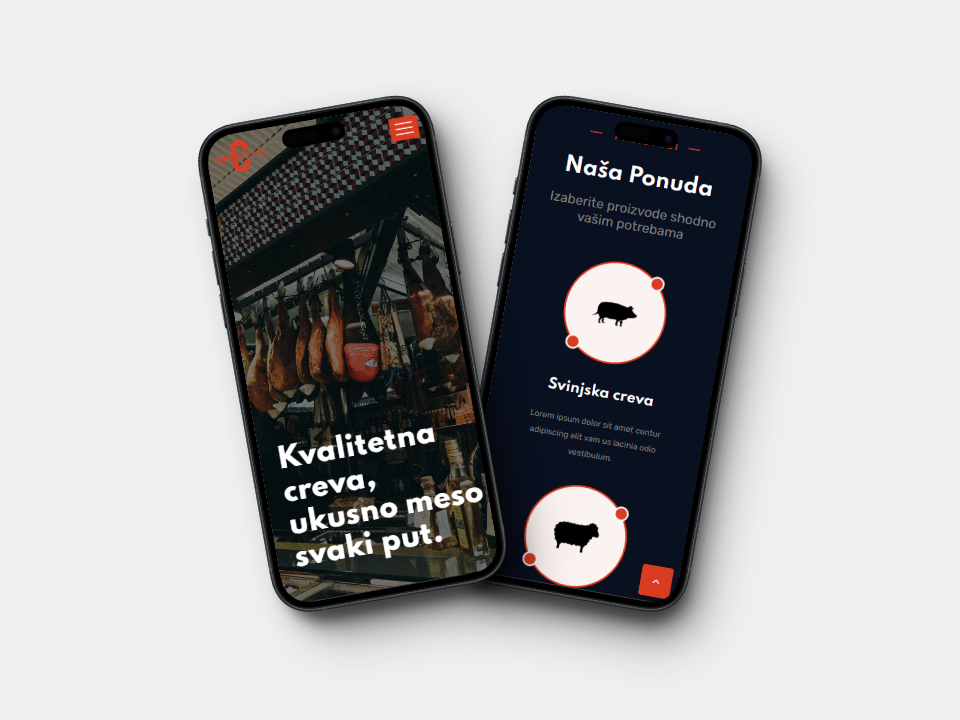 Kvalitetna
creva,
ukusno meso
svaki put.
Naša Ponuda
Izaberite proizvode shodno
vašim potrebama
Svinjska creva
Lorem ipsum dolor sit amet contur
adipiscing elit vam us lacinia odio
vestibulum.